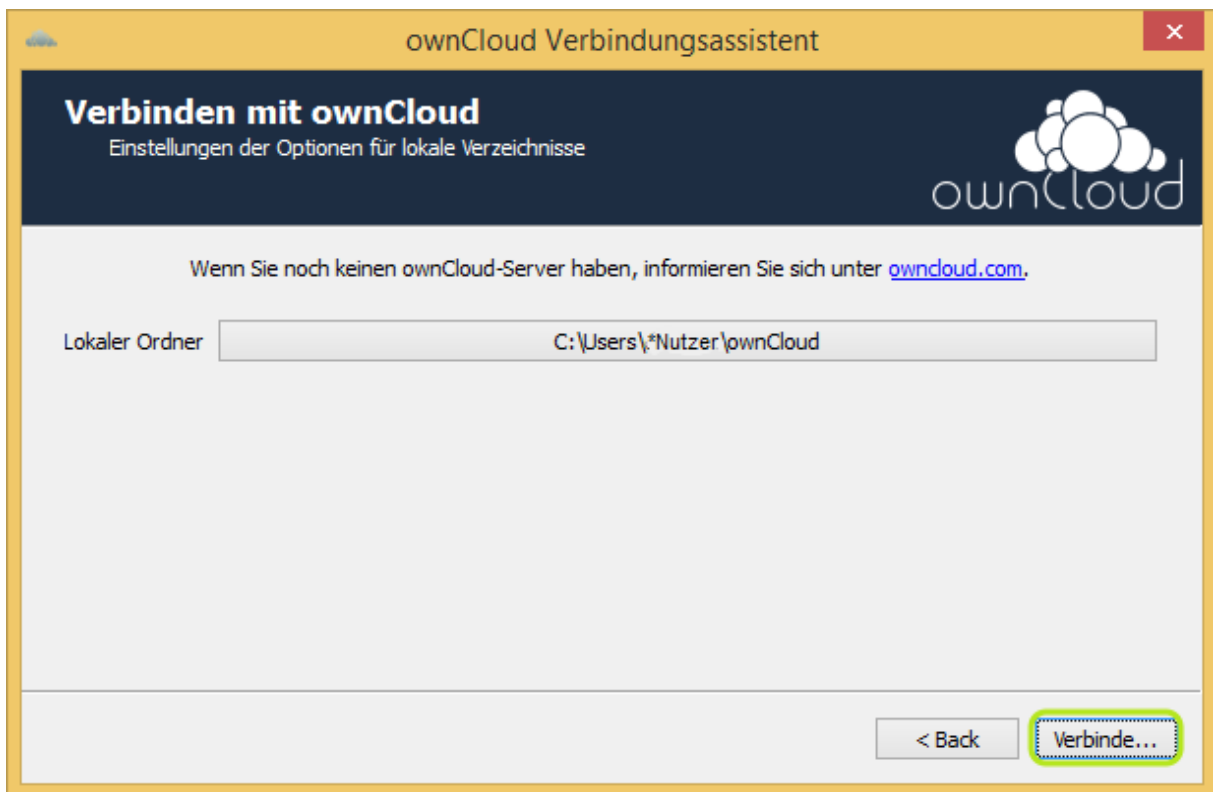 ownCloud Verbindungsassistent
Verbinden mit ownCloud
Einstellungen der Optionen für lokale Verzeichnisse
ownCloud
Wenn Sie noch keinen ownCloud-Server haben, informieren Sie sich unter owncloud.com.
Lokaler Ordner C:\Users\*Nutzer\ownCloud
< Back Verbinde...